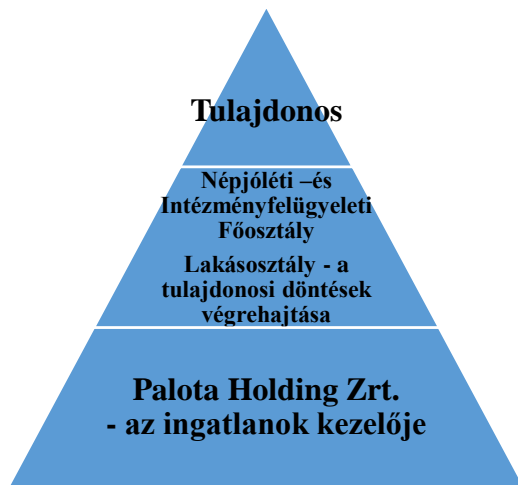 Tulajdonos
Népjóléti –és
Intézményfelügyeleti
Főosztály
Lakásosztály - a
tulajdonosi döntések
végrehajtása
Palota Holding Zrt.
- az ingatlanok kezelője